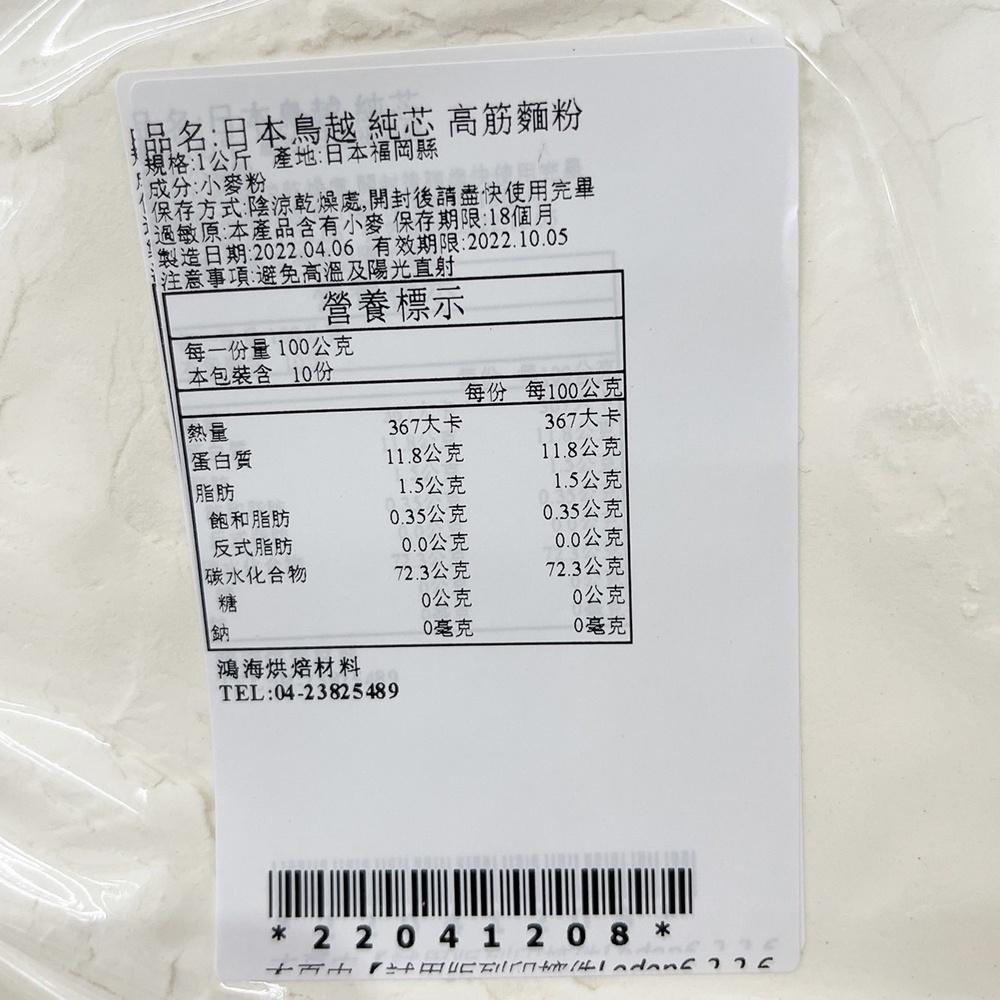 品名:日本鳥越 純芯 高筋麵粉
規格:1公斤 產地:日本福岡縣
成分:小麥粉
保存方式:陰涼乾燥處,開封後請盡快使用完畢
過敏原:本產品含有小麥 保存期限:18個月
製造日期:2022.04.06 有效期限:2022.10.05
注意事項:避免高溫及陽光直射
營養標示
每一份量 100公克
本包裝含 10份
每份 每100公克
熱量 367大卡 367大卡
蛋白質 11.8公克 11.8公克
脂肪 1.5公克 1.5公克
飽和脂肪 0.35公克 0.35公克
反式脂肪 0.0公克 0.0公克
碳水化合物 72.3公克 72.3公克
糖 0公克 0公克
鈉 0毫克 0毫克
鴻海烘焙材料
TEL:04-23825489
*22041208*